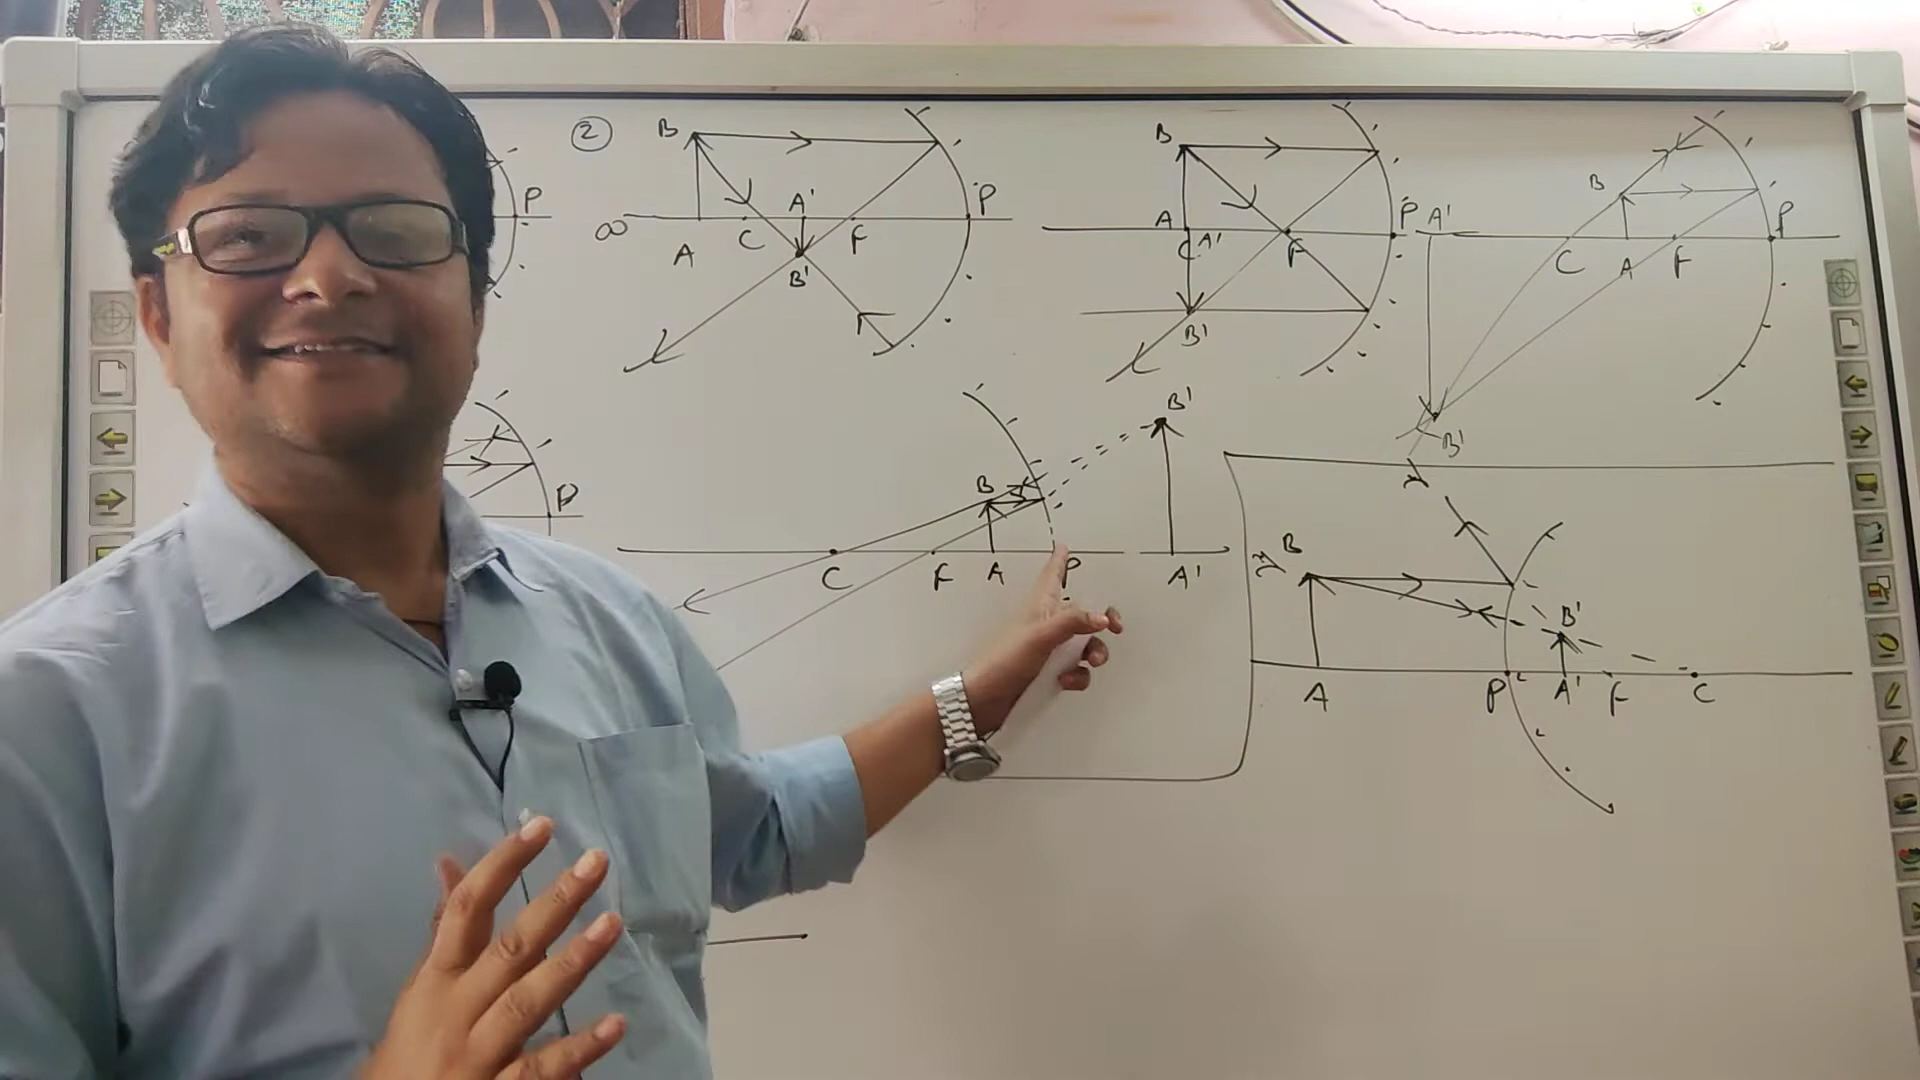 P
② B A' P
∞ A C F
B'
B P
A C A' F
B'
B P
A' C A F
B'
P
B B'
C F A P A'
B B'
A P A' F C